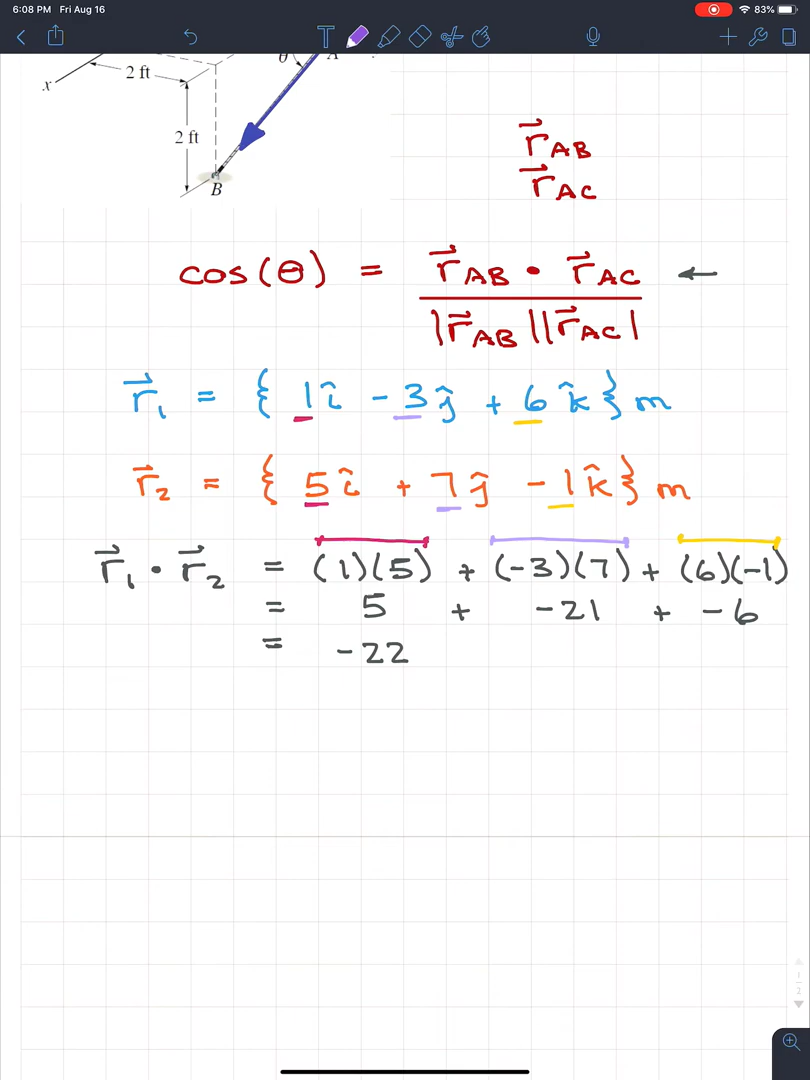 6:08 PM Fri Aug 16
83%
T
θ
A
x
2 ft
2 ft
B
r⃗AB
r⃗AC
cos(θ) = r⃗AB • r⃗AC / |r⃗AB||r⃗AC| ←
r⃗₁ = {1î - 3ĵ + 6k̂} m
r⃗₂ = {5î + 7ĵ - 1k̂} m
r⃗₁ • r⃗₂ = (1)(5) + (-3)(7) + (6)(-1)
= 5 + -21 + -6
= -22
1
2